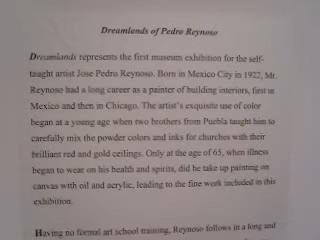 Dreamlands of Pedro Reynoso
Dreamlands represents the first museum exhibition for the self-
taught artist Jose Pedro Reynoso. Born in Mexico City in 1922, Mr.
Reynoso had a long career as a painter of building interiors, first in
Mexico and then in Chicago. The artist's exquisite use of color
began at a young age when two brothers from Puebla taught him to
carefully mix the powder colors and inks for churches with their
brilliant red and gold ceilings. Only at the age of 65, when illness
began to wear on his health and spirits, did he take up painting on
canvas with oil and acrylic, leading to the fine work included in this
exhibition.
Having no formal art school training, Reynoso follows in a long and